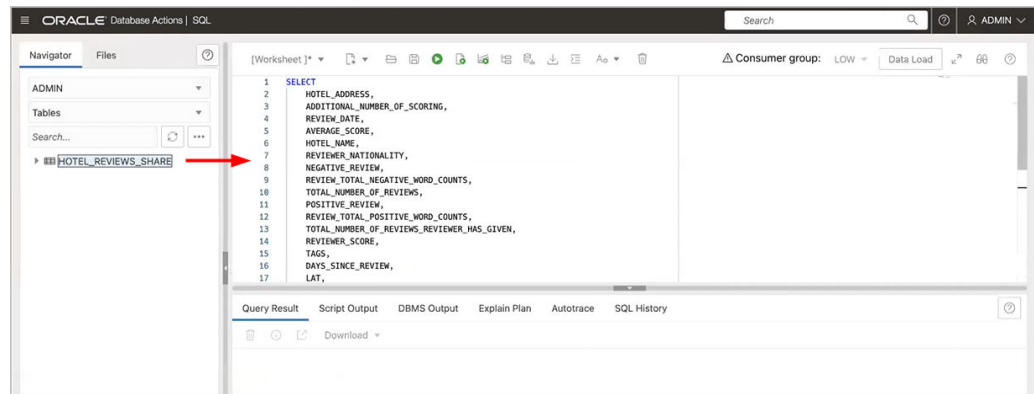 ORACLE Database Actions | SQL
Search
ADMIN
Navigator Files
ADMIN
Tables
Search...
HOTEL_REVIEWS_SHARE
[Worksheet ]*
Aa
Consumer group: LOW
Data Load
1 SELECT
2 HOTEL_ADDRESS,
3 ADDITIONAL_NUMBER_OF_SCORING,
4 REVIEW_DATE,
5 AVERAGE_SCORE,
6 HOTEL_NAME,
7 REVIEWER_NATIONALITY,
8 NEGATIVE_REVIEW,
9 REVIEW_TOTAL_NEGATIVE_WORD_COUNTS,
10 TOTAL_NUMBER_OF_REVIEWS,
11 POSITIVE_REVIEW,
12 REVIEW_TOTAL_POSITIVE_WORD_COUNTS,
13 TOTAL_NUMBER_OF_REVIEWS_REVIEWER_HAS_GIVEN,
14 REVIEWER_SCORE,
15 TAGS,
16 DAYS_SINCE_REVIEW,
17 LAT,
Query Result Script Output DBMS Output Explain Plan Autotrace SQL History
Download